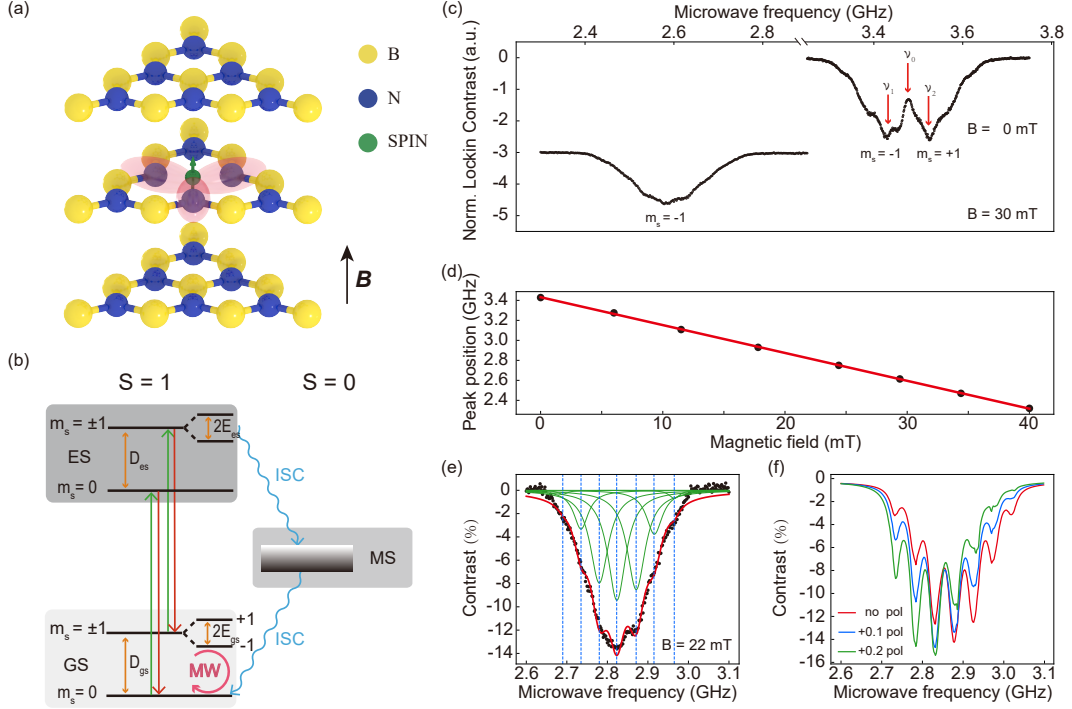 (a)
B
N
SPIN
B
(b)
S = 1
S = 0
m_s = ±1
2E_es
ES
D_es
m_s = 0
ISC
MS
m_s = ±1
+1
2E_gs
-1
GS
D_gs
MW
ISC
m_s = 0
(c)
Microwave frequency (GHz)
2.4 2.6 2.8 3.45 3.6 3.75
Norm. Lockin Contrast (a.u.)
0
-1
-2
-3
-4
-5
ν_0
ν_1
ν_2
B = 0 mT
m_s = -1
m_s = +1
m_s = -1
B = 30 mT
(d)
Peak position (GHz)
3.4
3.2
3.0
2.8
2.6
2.4
0 10 20 30 40
Magnetic field (mT)
(e)
Contrast (%)
0
-2
-4
-6
-8
-10
-12
-14
B = 22 mT
2.6 2.7 2.8 2.9 3.0 3.1
Microwave frequency (GHz)
(f)
Contrast (%)
0
-2
-4
-6
-8
-10
-12
-14
-16
no pol
+0.1 pol
+0.2 pol
2.6 2.7 2.8 2.9 3.0 3.1
Microwave frequency (GHz)